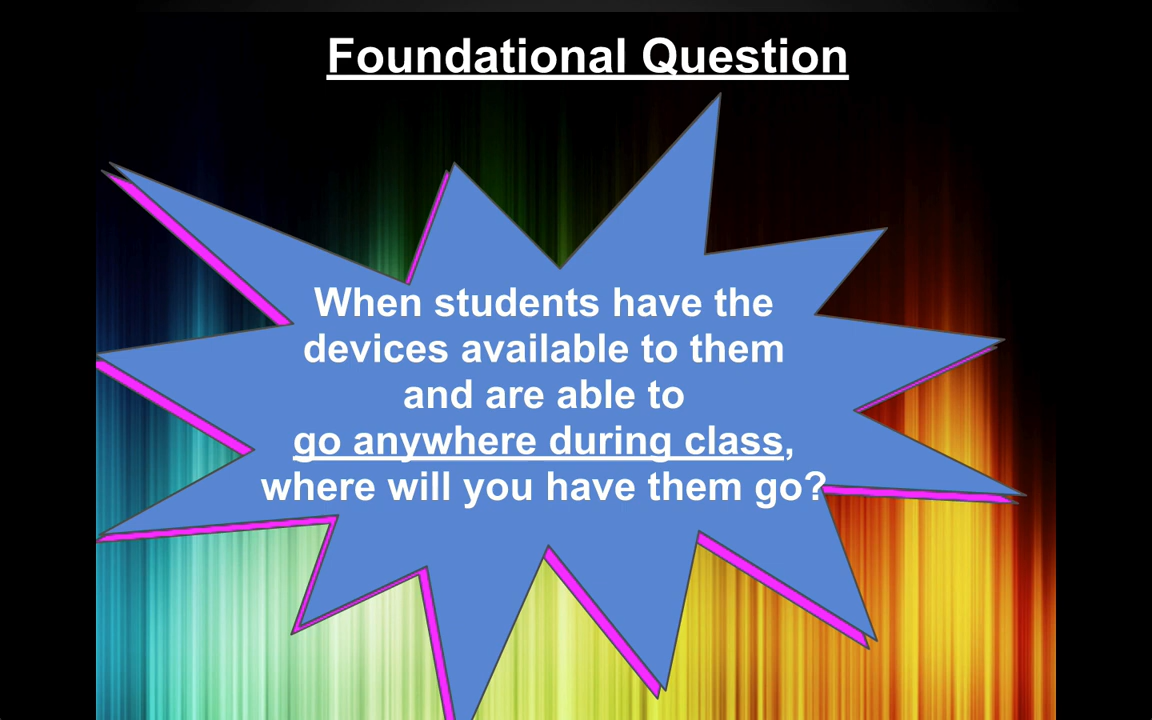 Foundational Question
When students have the
devices available to them
and are able to
go anywhere during class,
where will you have them go?